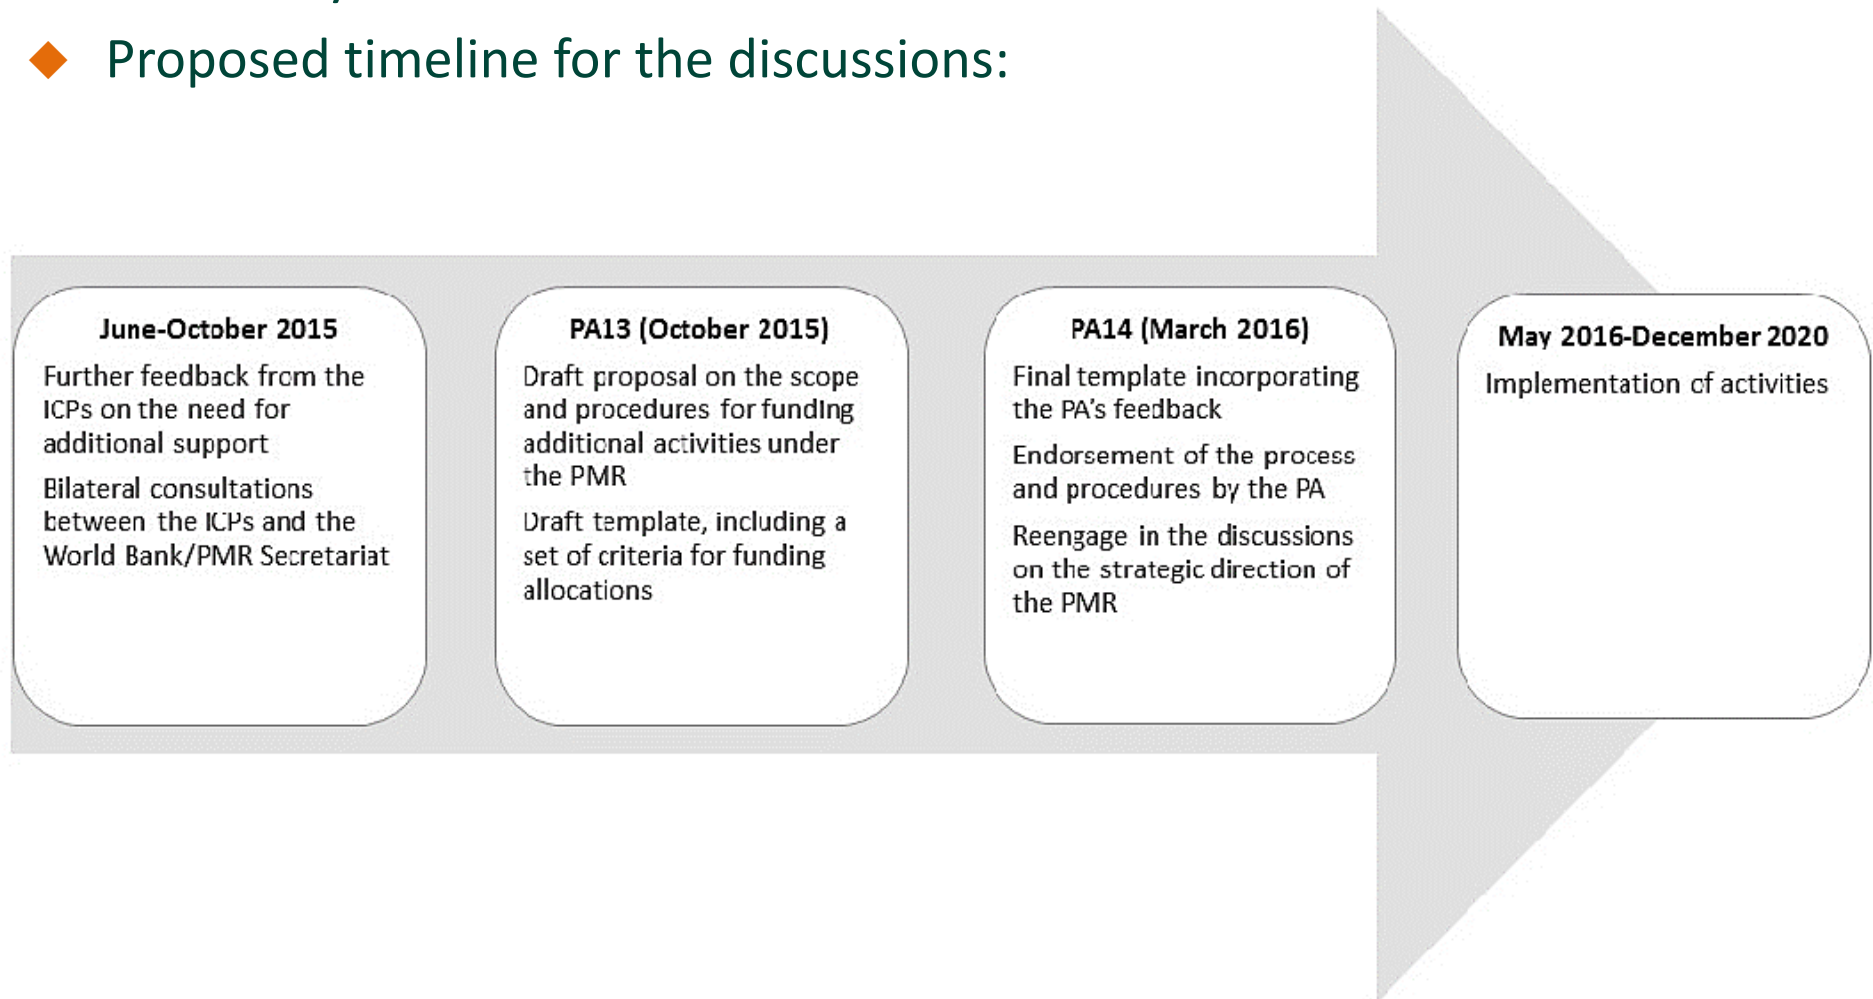 Proposed timeline for the discussions:
June-October 2015
Further feedback from the
ICPs on the need for
additional support
Bilateral consultations
between the ICPs and the
World Bank/PMR Secretariat
PA13 (October 2015)
Draft proposal on the scope
and procedures for funding
additional activities under
the PMR
Draft template, including a
set of criteria for funding
allocations
PA14 (March 2016)
Final template incorporating
the PA's feedback
Endorsement of the process
and procedures by the PA
Reengage in the discussions
on the strategic direction of
the PMR
May 2016-December 2020
Implementation of activities